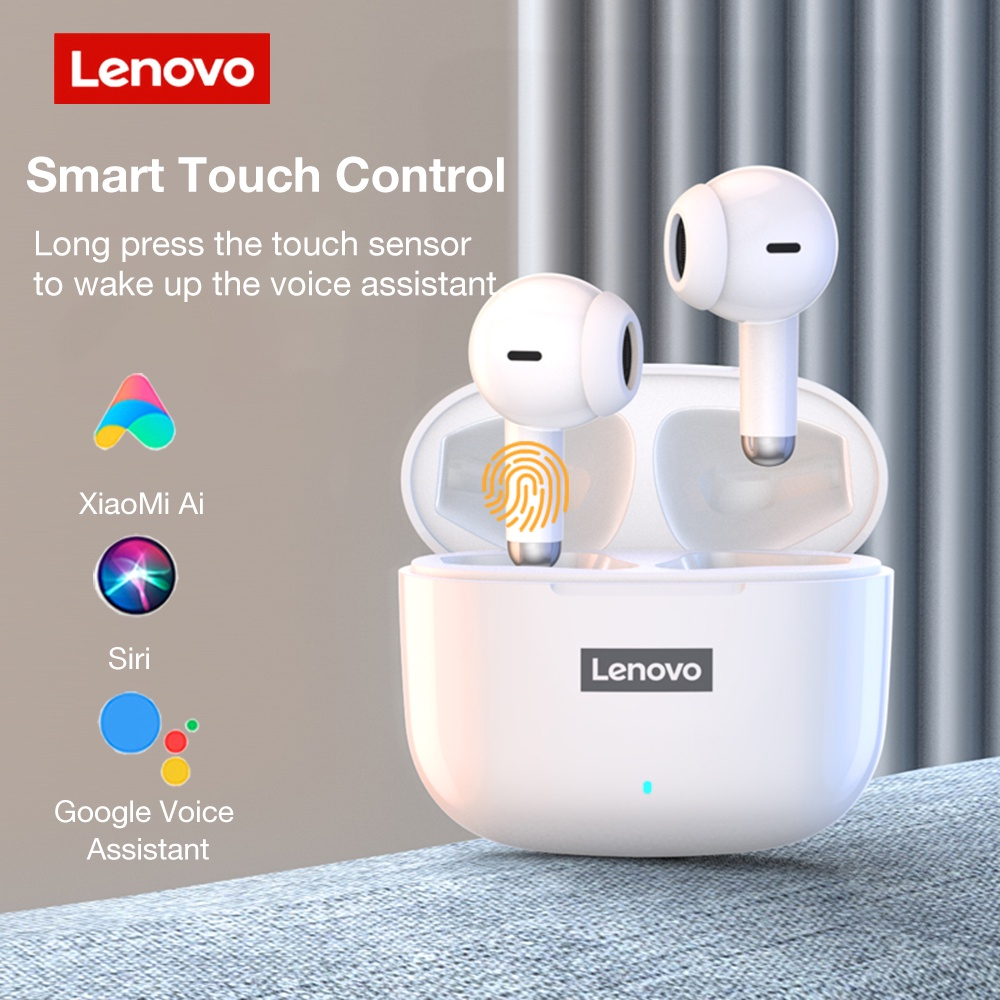 Lenovo
Smart Touch Control
Long press the touch sensor
to wake up the voice assistant
XiaoMi Ai
Siri
Lenovo
Google Voice
Assistant